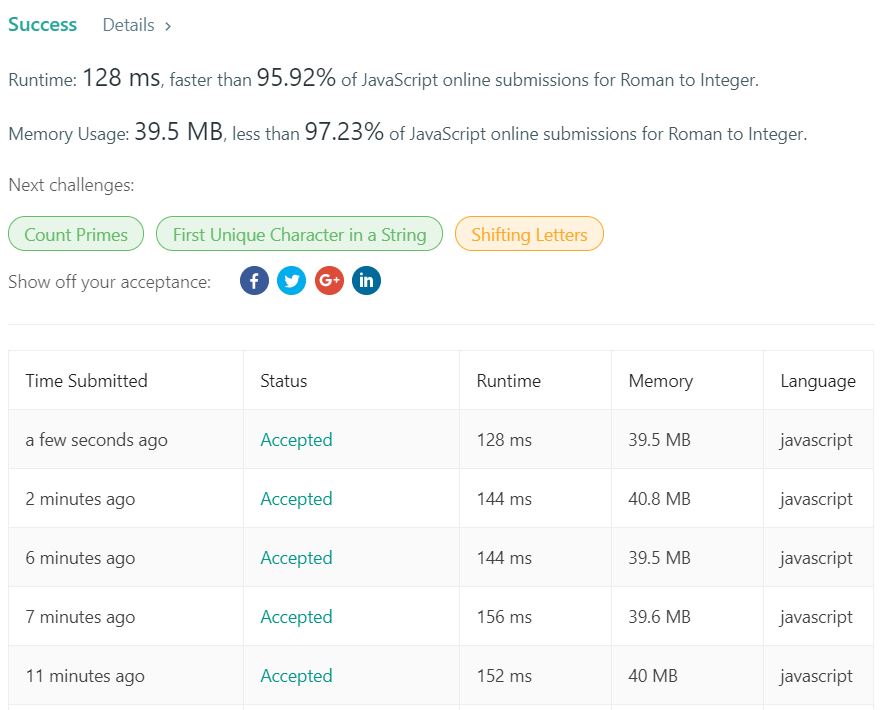 Success Details >
Runtime: 128 ms, faster than 95.92% of JavaScript online submissions for Roman to Integer.
Memory Usage: 39.5 MB, less than 97.23% of JavaScript online submissions for Roman to Integer.
Next challenges:
Count Primes First Unique Character in a String Shifting Letters
Show off your acceptance: f G+ in
Time Submitted Status Runtime Memory Language
a few seconds ago Accepted 128 ms 39.5 MB javascript
2 minutes ago Accepted 144 ms 40.8 MB javascript
6 minutes ago Accepted 144 ms 39.5 MB javascript
7 minutes ago Accepted 156 ms 39.6 MB javascript
11 minutes ago Accepted 152 ms 40 MB javascript